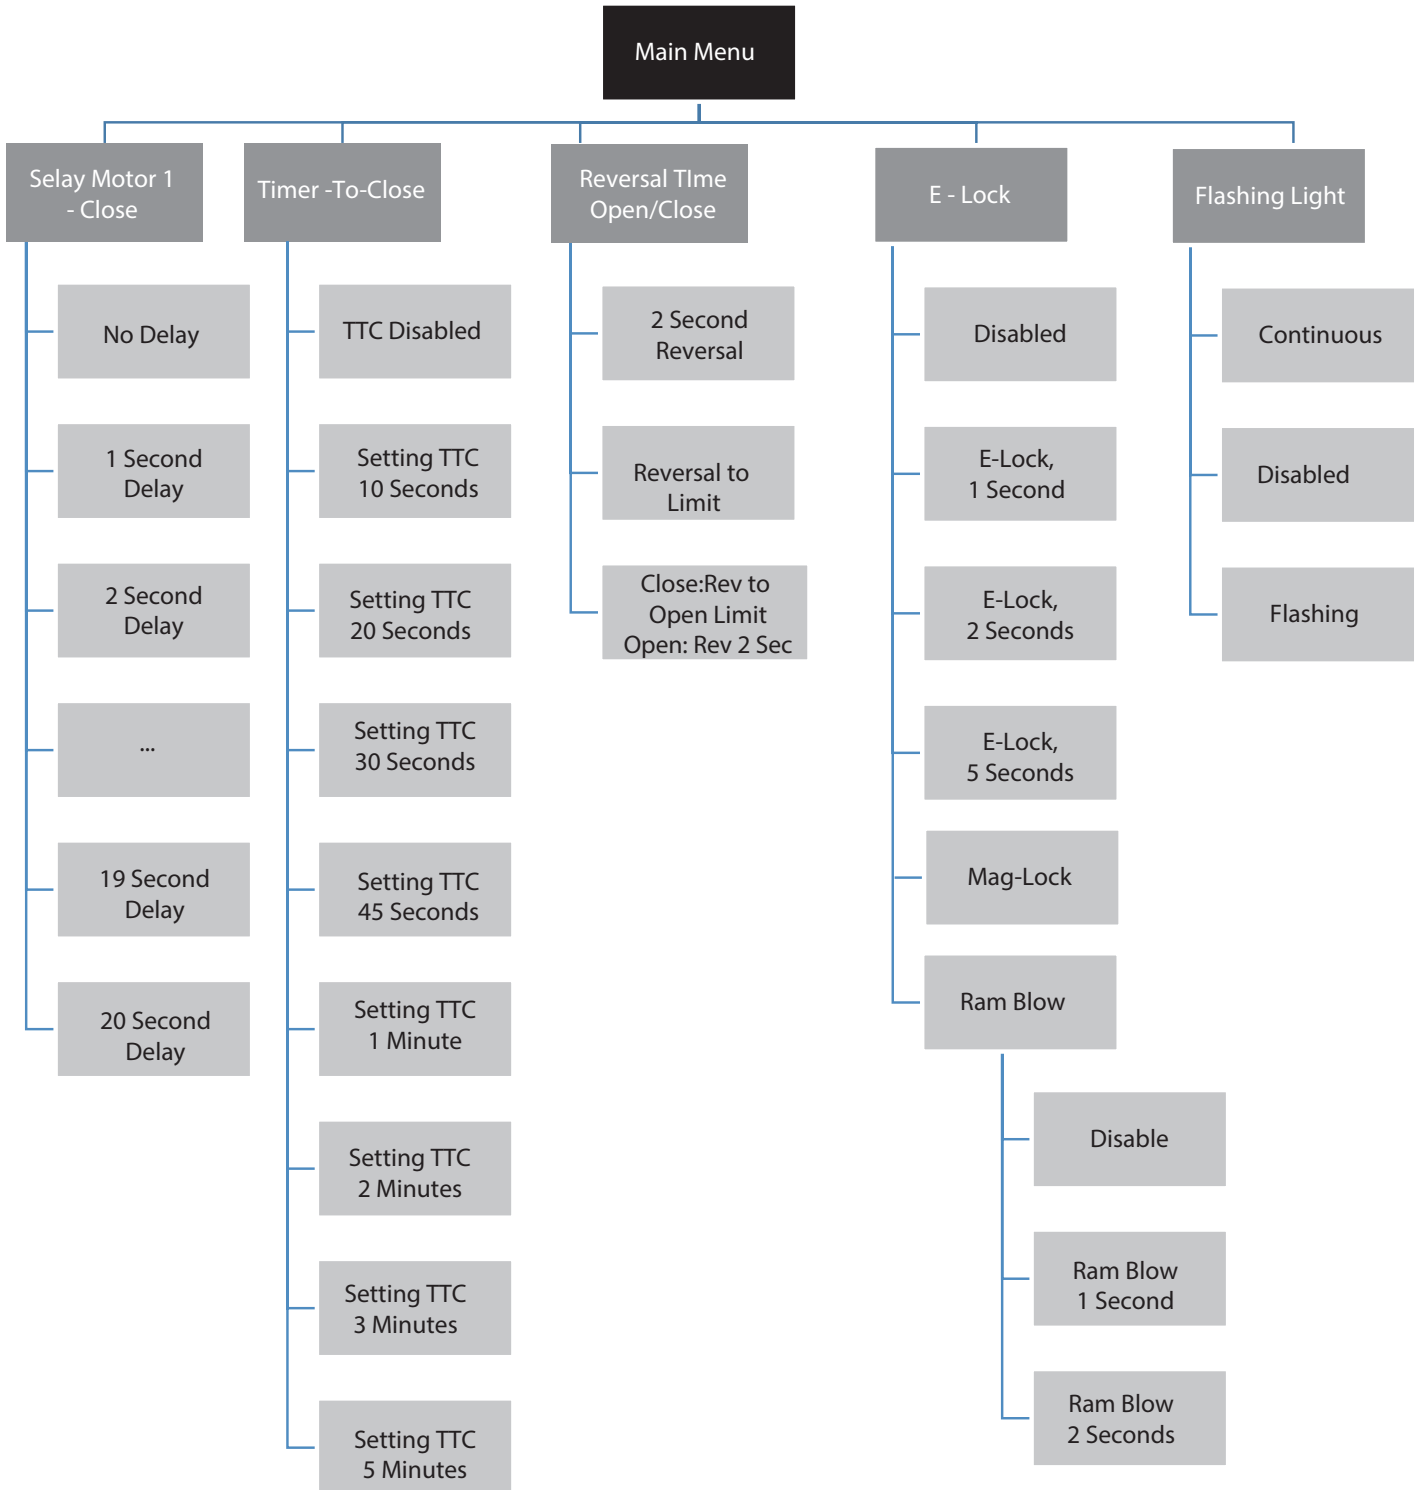 Main Menu
Selay Motor 1
- Close
No Delay
1 Second
Delay
2 Second
Delay
...
19 Second
Delay
20 Second
Delay
Timer -To-Close
TTC Disabled
Setting TTC
10 Seconds
Setting TTC
20 Seconds
Setting TTC
30 Seconds
Setting TTC
45 Seconds
Setting TTC
1 Minute
Setting TTC
2 Minutes
Setting TTC
3 Minutes
Setting TTC
5 Minutes
Reversal TIme
Open/Close
2 Second
Reversal
Reversal to
Limit
Close:Rev to
Open Limit
Open: Rev 2 Sec
E - Lock
Disabled
E-Lock,
1 Second
E-Lock,
2 Seconds
E-Lock,
5 Seconds
Mag-Lock
Ram Blow
Disable
Ram Blow
1 Second
Ram Blow
2 Seconds
Flashing Light
Continuous
Disabled
Flashing